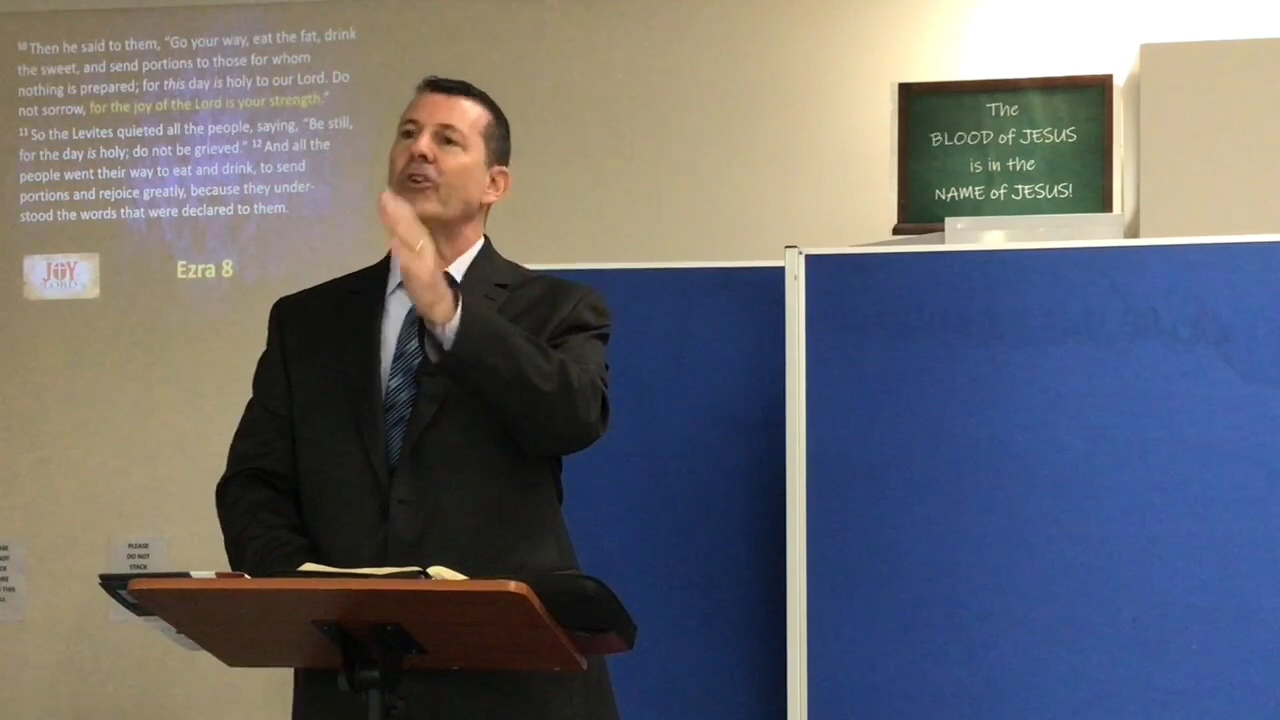 10 Then he said to them, “Go your way, eat the fat, drink
the sweet, and send portions to those for whom
nothing is prepared; for this day is holy to our Lord. Do
not sorrow, for the joy of the Lord is your strength.”
11 So the Levites quieted all the people, saying, “Be still,
for the day is holy; do not be grieved.” 12 And all the
people went their way to eat and drink, to send
portions and rejoice greatly, because they under-
stood the words that were declared to them.
JOY
LORD
Ezra 8
The
BLOOD of JESUS
is in the
NAME of JESUS!
PLEASE
DO NOT
STACK